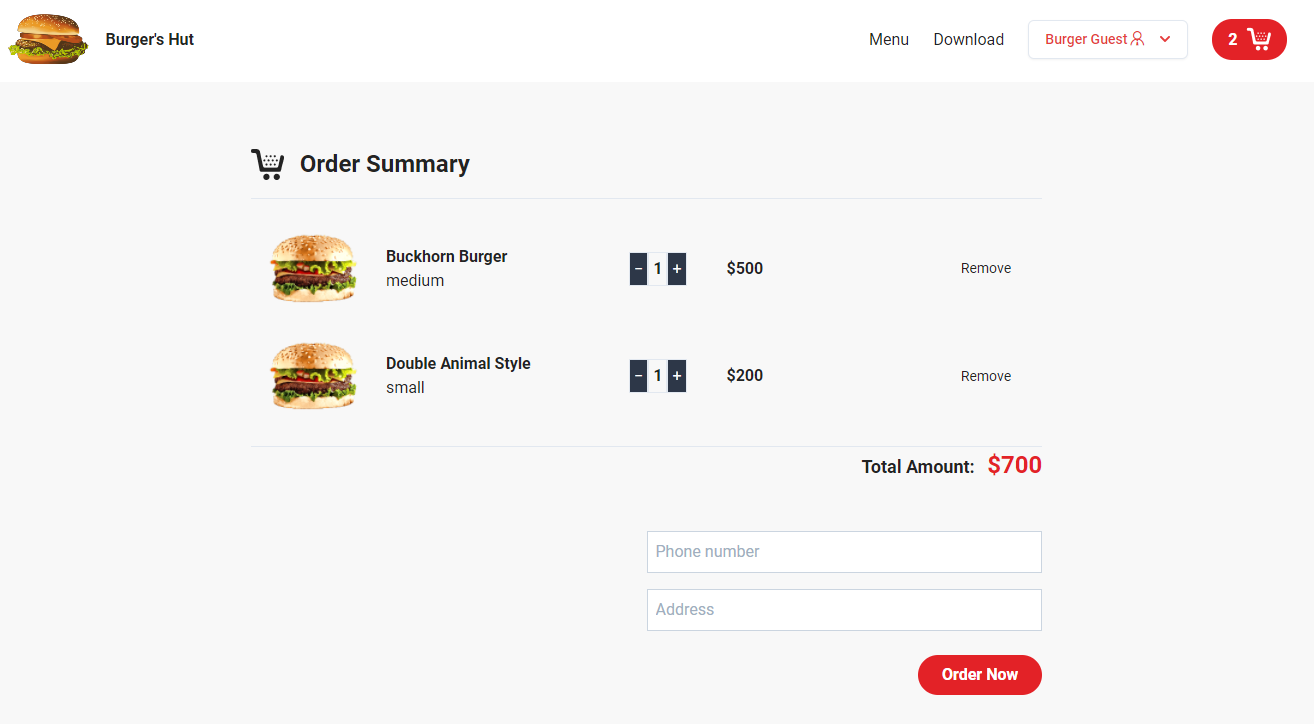 Burger's Hut
Menu
Download
Burger Guest
2
Order Summary
Buckhorn Burger
medium
− 1 +
$500
Remove
Double Animal Style
small
− 1 +
$200
Remove
Total Amount: $700
Phone number
Address
Order Now